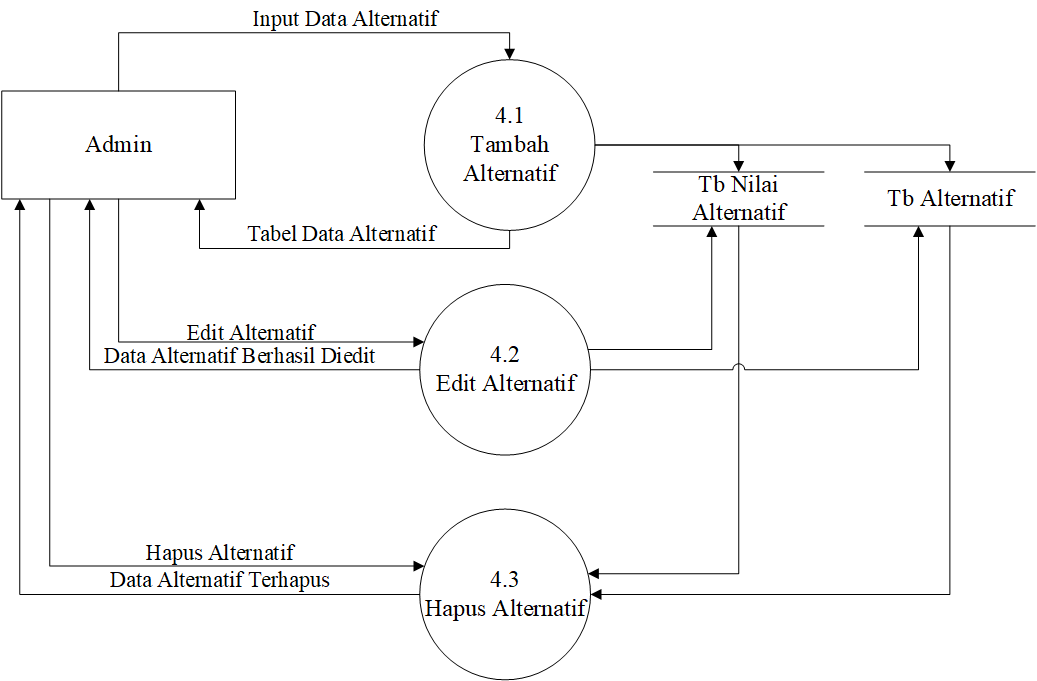 Input Data Alternatif
Admin
4.1
Tambah
Alternatif
Tb Nilai
Alternatif
Tb Alternatif
Tabel Data Alternatif
Edit Alternatif
Data Alternatif Berhasil Diedit
4.2
Edit Alternatif
Hapus Alternatif
Data Alternatif Terhapus
4.3
Hapus Alternatif